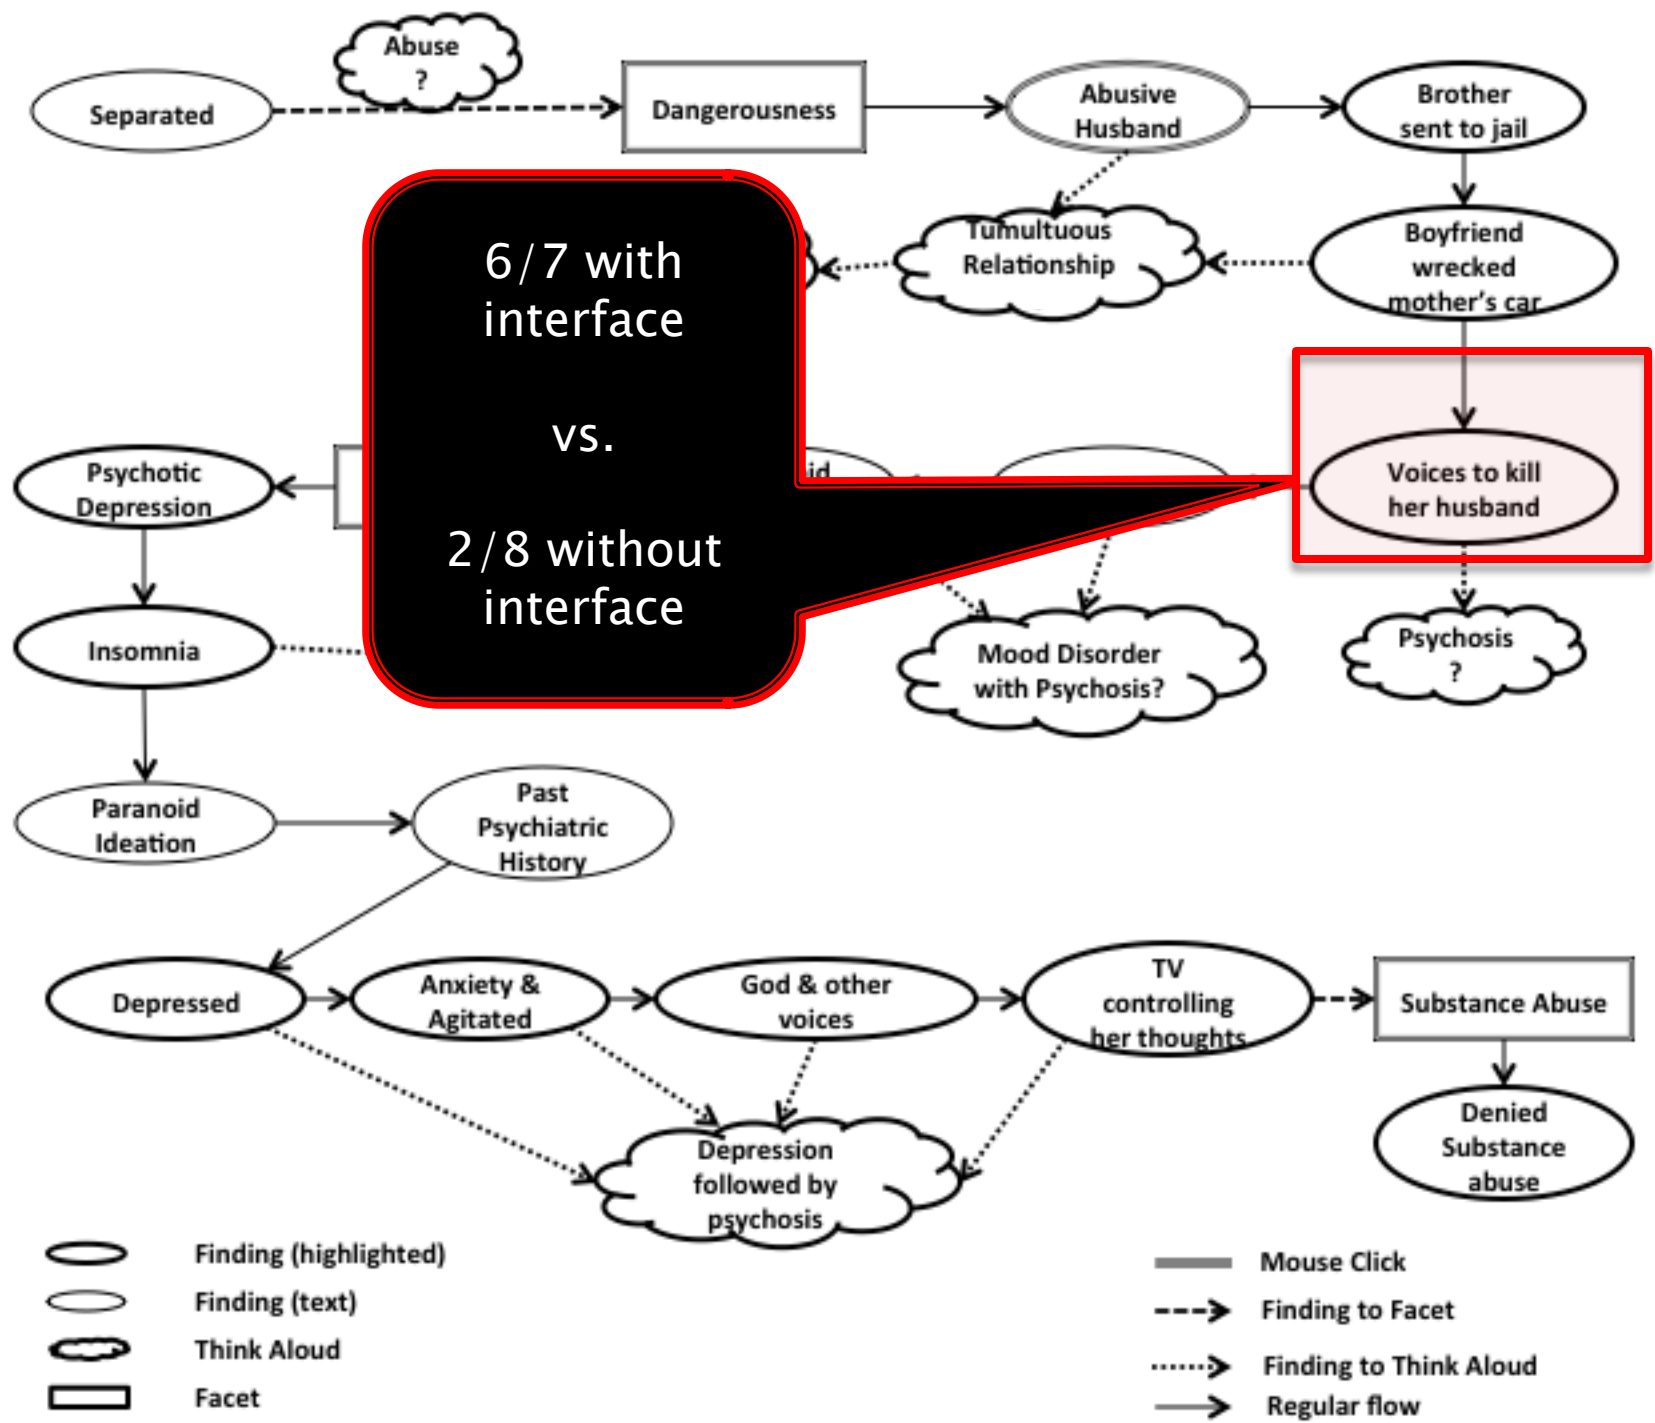 Abuse
?
Separated
Dangerousness
Abusive
Husband
Brother
sent to jail
Tumultuous
Relationship
Boyfriend
wrecked
mother's car
6/7 with
interface
vs.
2/8 without
interface
Psychotic
Depression
Voices to kill
her husband
Insomnia
Mood Disorder
with Psychosis?
Psychosis
?
Paranoid
Ideation
Past
Psychiatric
History
Depressed
Anxiety &
Agitated
God & other
voices
TV
controlling
her thoughts
Substance Abuse
Denied
Substance
abuse
Depression
followed by
psychosis
Finding (highlighted)
Finding (text)
Think Aloud
Facet
Mouse Click
Finding to Facet
Finding to Think Aloud
Regular flow